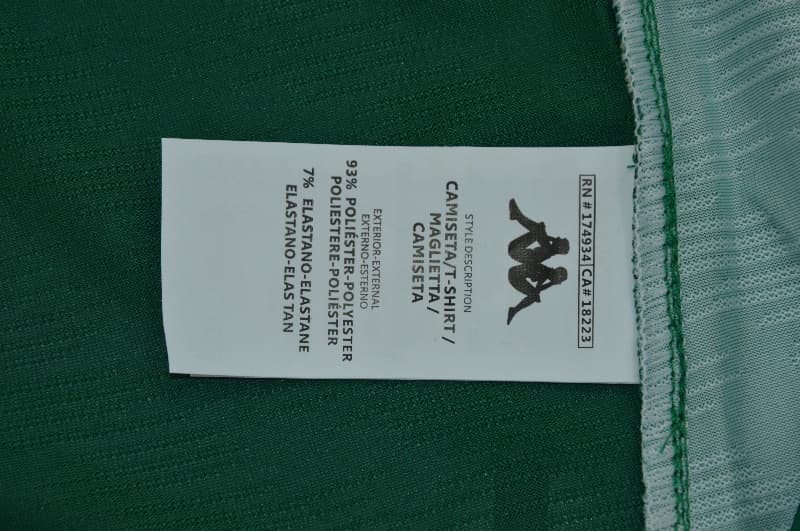 RN # 174934 CA# 18223
STYLE DESCRIPTION
CAMISETA/T-SHIRT /
MAGLIETTA /
CAMISETA
EXTERIOR-EXTERNAL
EXTERNO-ESTERNO
93% POLIÉSTER-POLYESTER
POLIESTERE-POLIÉSTER
7% ELASTANO-ELASTANE
ELASTANO-ELAS TAN